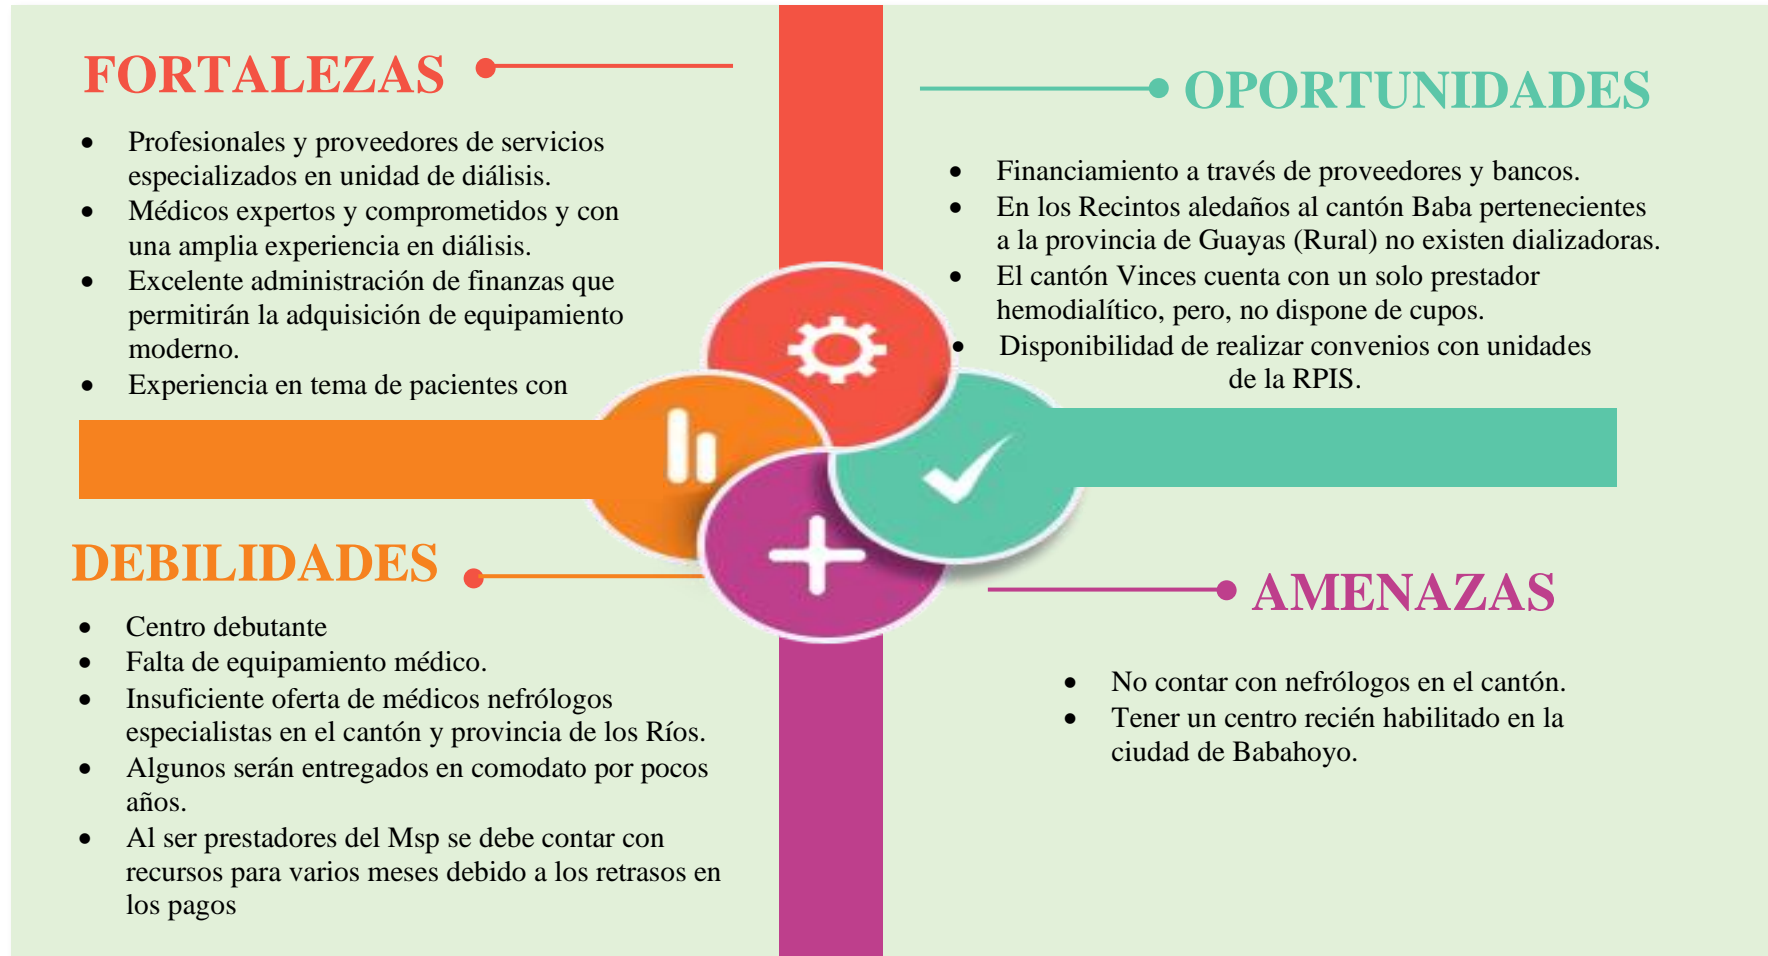 FORTALEZAS
• Profesionales y proveedores de servicios
especializados en unidad de diálisis.
• Médicos expertos y comprometidos y con
una amplia experiencia en diálisis.
• Excelente administración de finanzas que
permitirán la adquisición de equipamiento
moderno.
• Experiencia en tema de pacientes con
OPORTUNIDADES
• Financiamiento a través de proveedores y bancos.
• En los Recintos aledaños al cantón Baba pertenecientes
a la provincia de Guayas (Rural) no existen dializadoras.
• El cantón Vinces cuenta con un solo prestador
hemodialítico, pero, no dispone de cupos.
• Disponibilidad de realizar convenios con unidades
de la RPIS.
DEBILIDADES
• Centro debutante
• Falta de equipamiento médico.
• Insuficiente oferta de médicos nefrólogos
especialistas en el cantón y provincia de los Ríos.
• Algunos serán entregados en comodato por pocos
años.
• Al ser prestadores del Msp se debe contar con
recursos para varios meses debido a los retrasos en
los pagos
AMENAZAS
• No contar con nefrólogos en el cantón.
• Tener un centro recién habilitado en la
ciudad de Babahoyo.